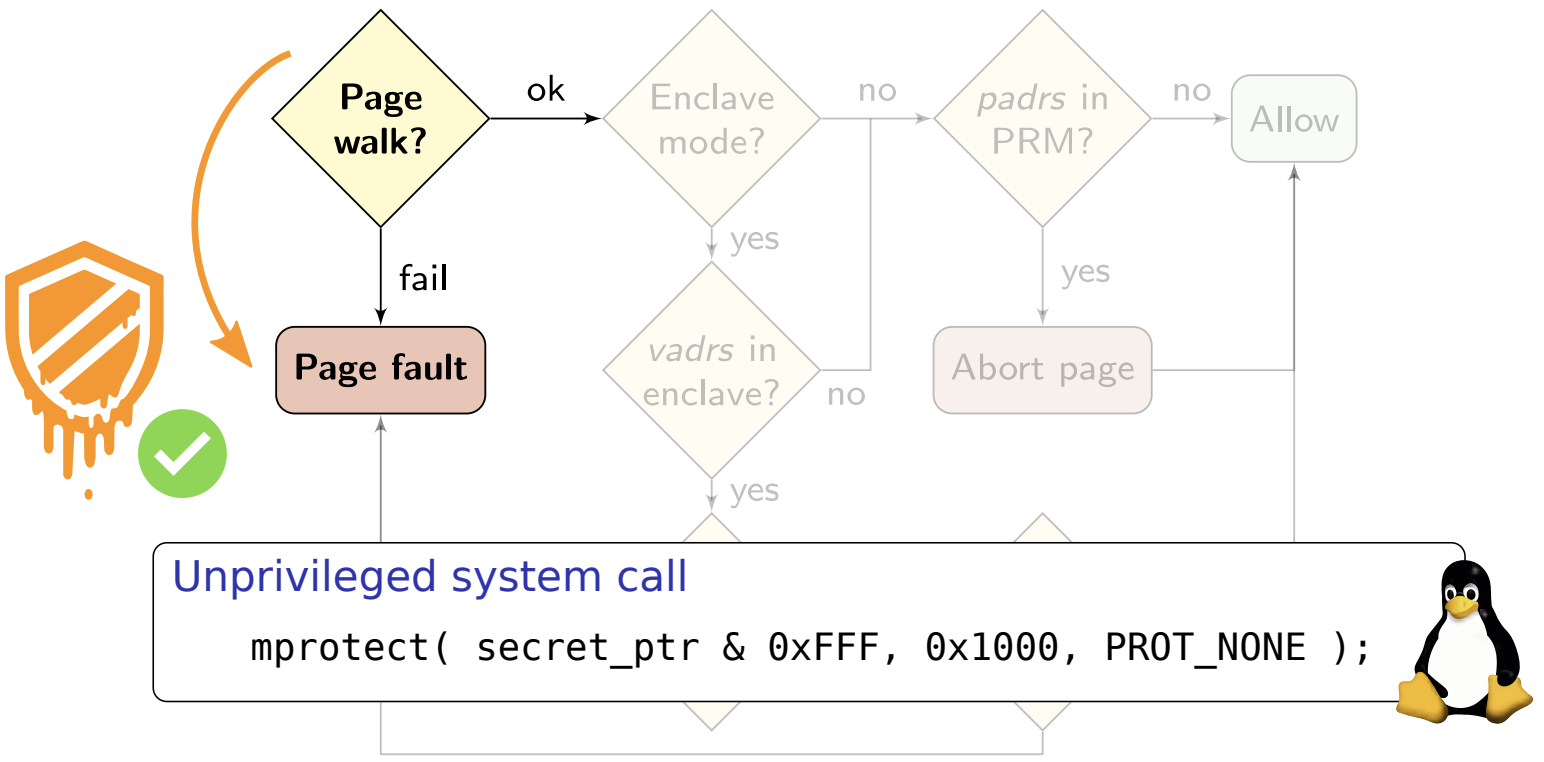 Page
walk?
ok
Enclave
mode?
no
padrs in
PRM?
no
Allow
fail
yes
yes
Page fault
vadrs in
enclave?
no
Abort page
yes
Unprivileged system call
mprotect( secret_ptr & 0xFFF, 0x1000, PROT_NONE );